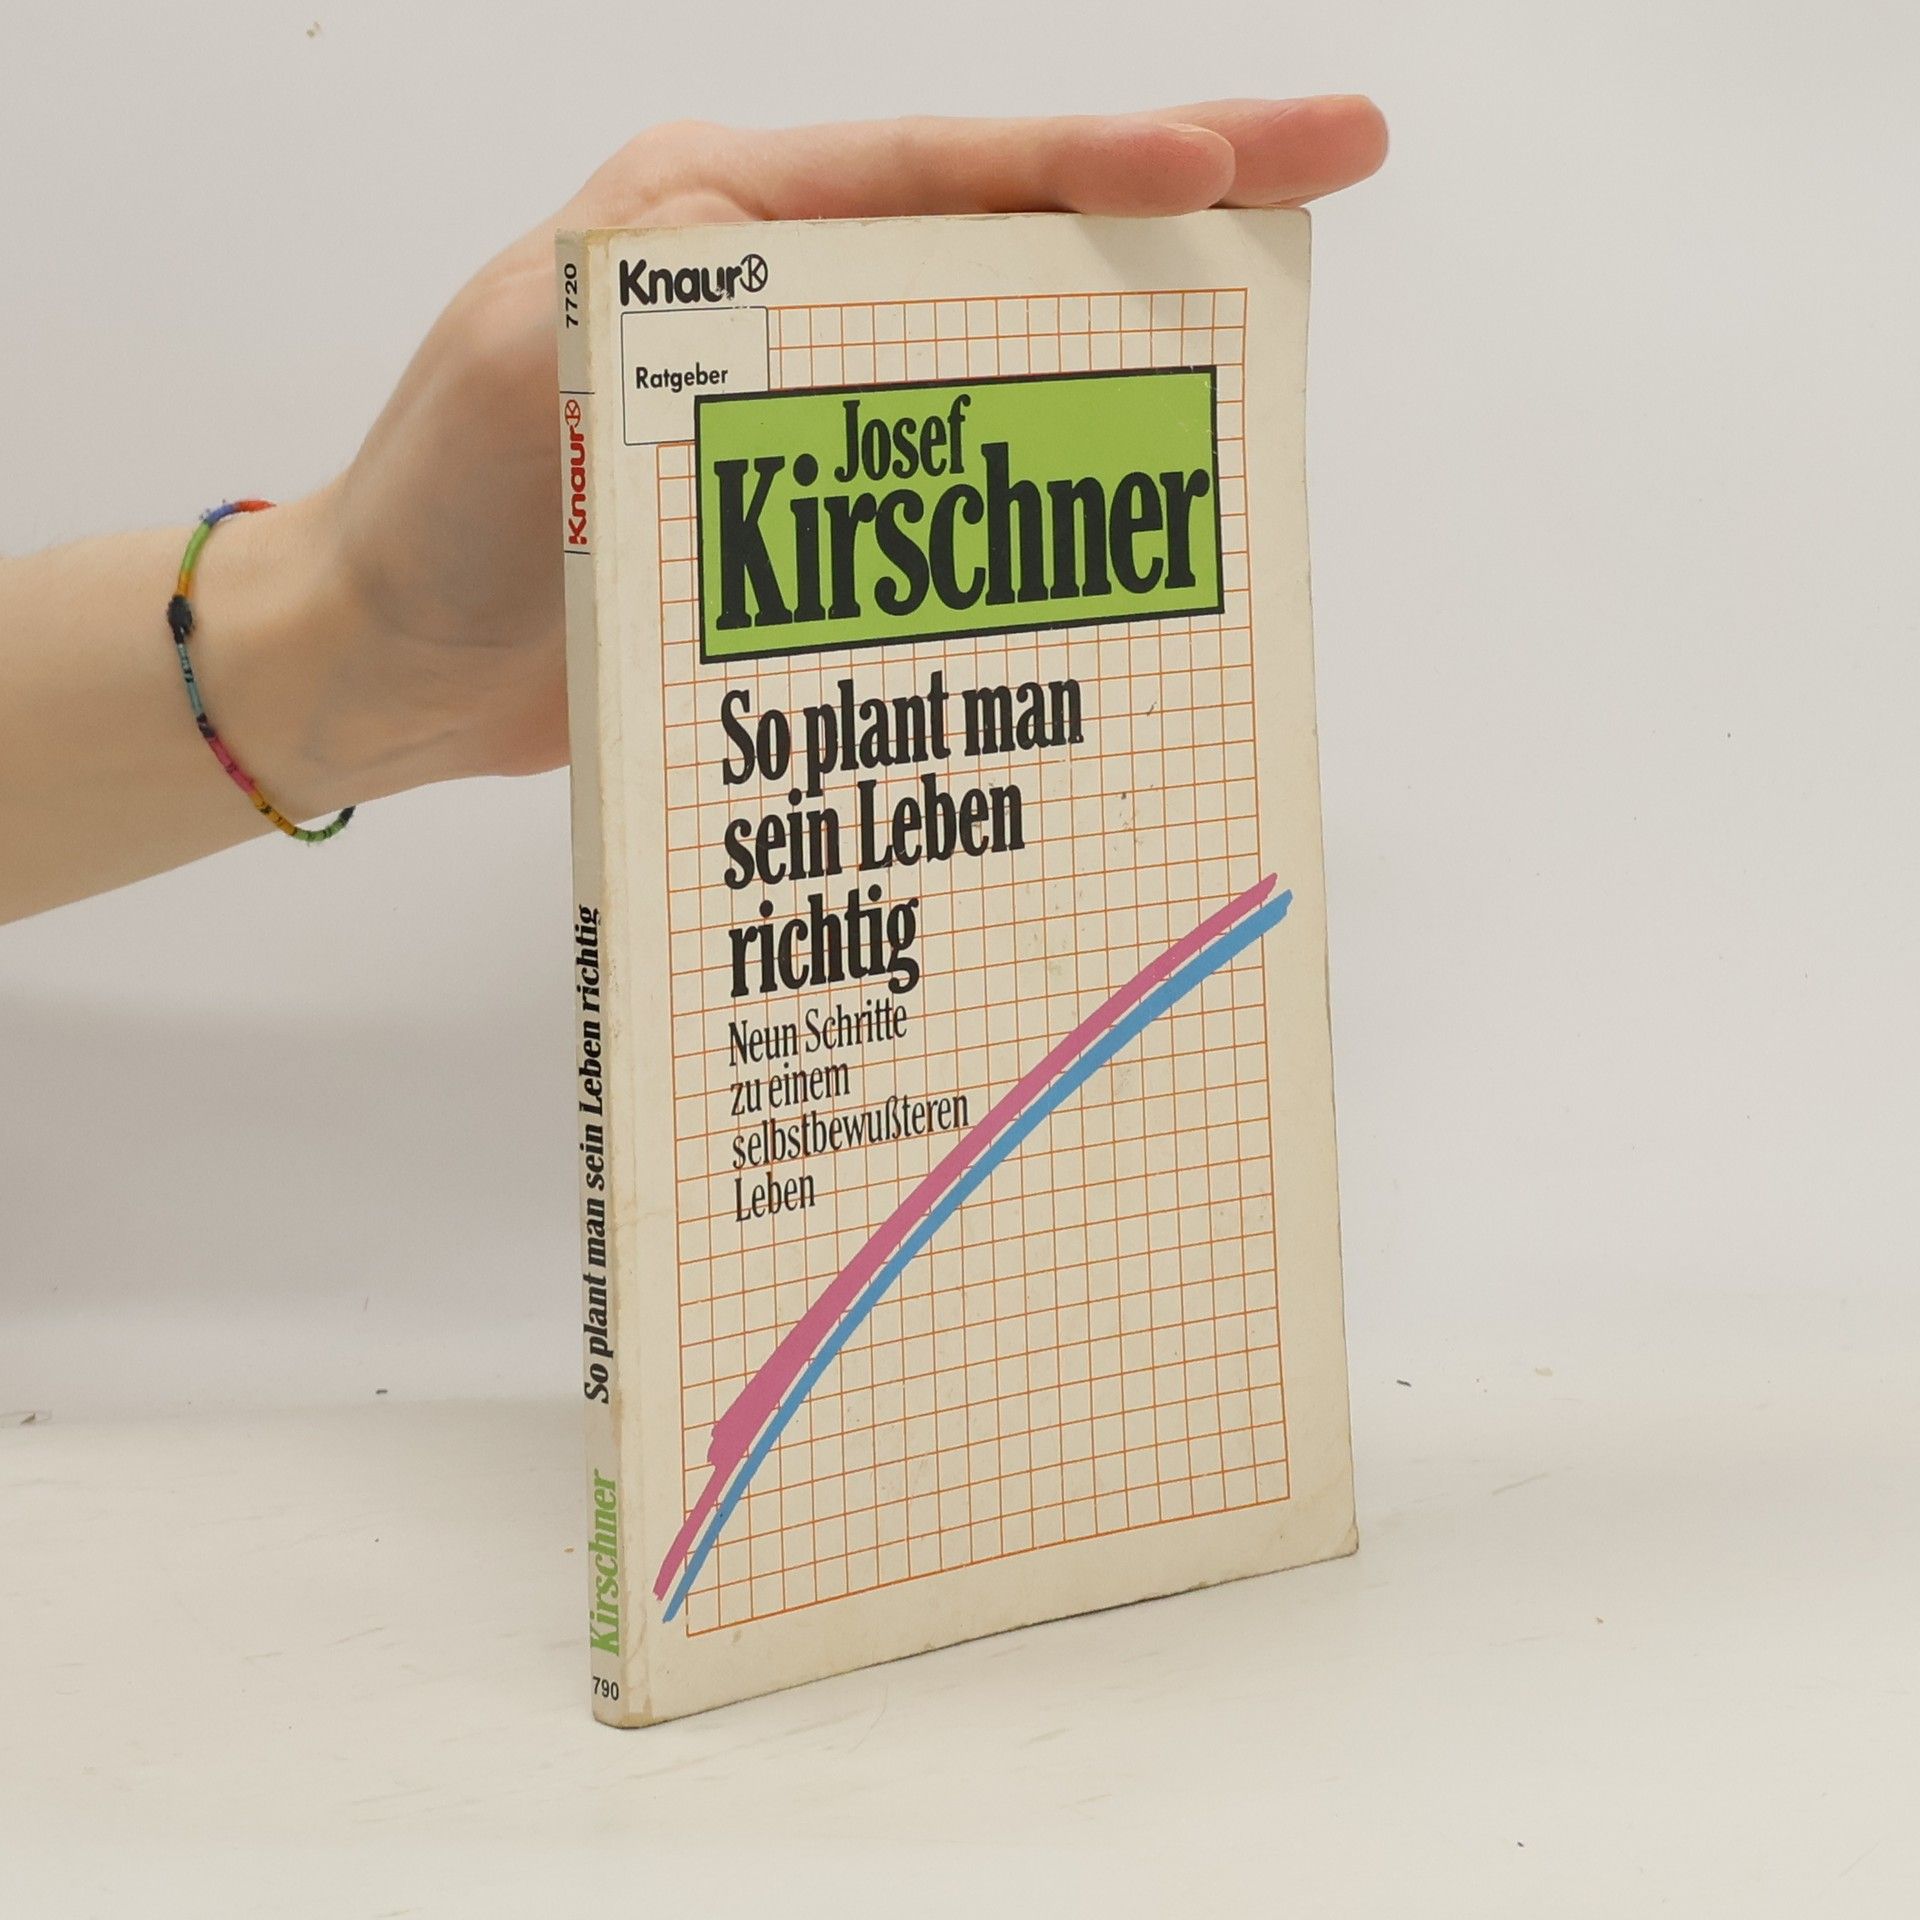 Knaur
Ratgeber
Josef
Kirschner
So plant man
sein Leben
richtig
Neun Schritte
zu einem
selbstbewußteren
Leben
7720
Knaur
So plant man sein Leben richtig
Kirschner
790